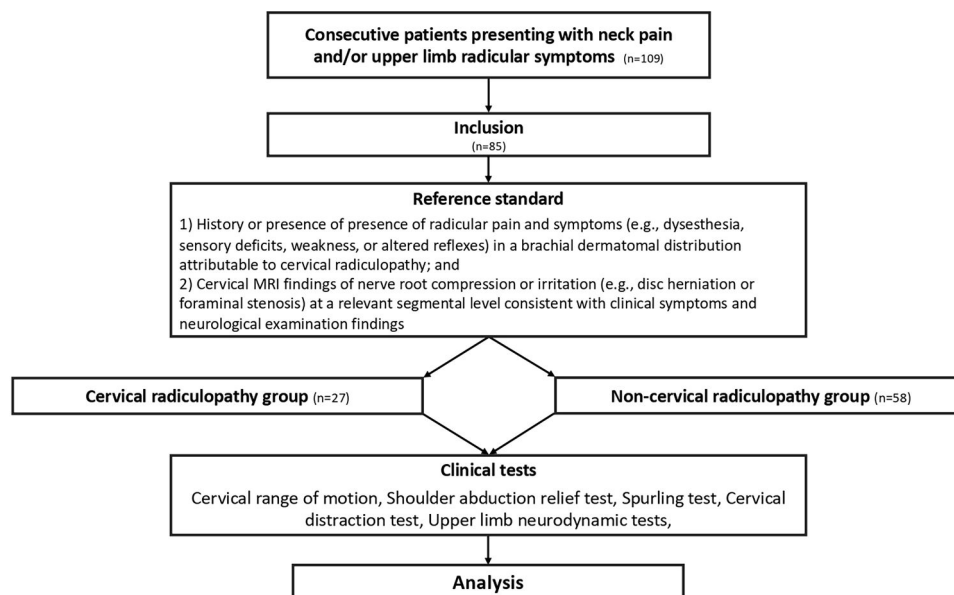 Consecutive patients presenting with neck pain
and/or upper limb radicular symptoms (n=109)
Inclusion
(n=85)
Reference standard
1) History or presence of presence of radicular pain and symptoms (e.g., dysesthesia,
sensory deficits, weakness, or altered reflexes) in a brachial dermatomal distribution
attributable to cervical radiculopathy; and
2) Cervical MRI findings of nerve root compression or irritation (e.g., disc herniation or
foraminal stenosis) at a relevant segmental level consistent with clinical symptoms and
neurological examination findings
Cervical radiculopathy group (n=27)
Non-cervical radiculopathy group (n=58)
Clinical tests
Cervical range of motion, Shoulder abduction relief test, Spurling test, Cervical
distraction test, Upper limb neurodynamic tests,
Analysis